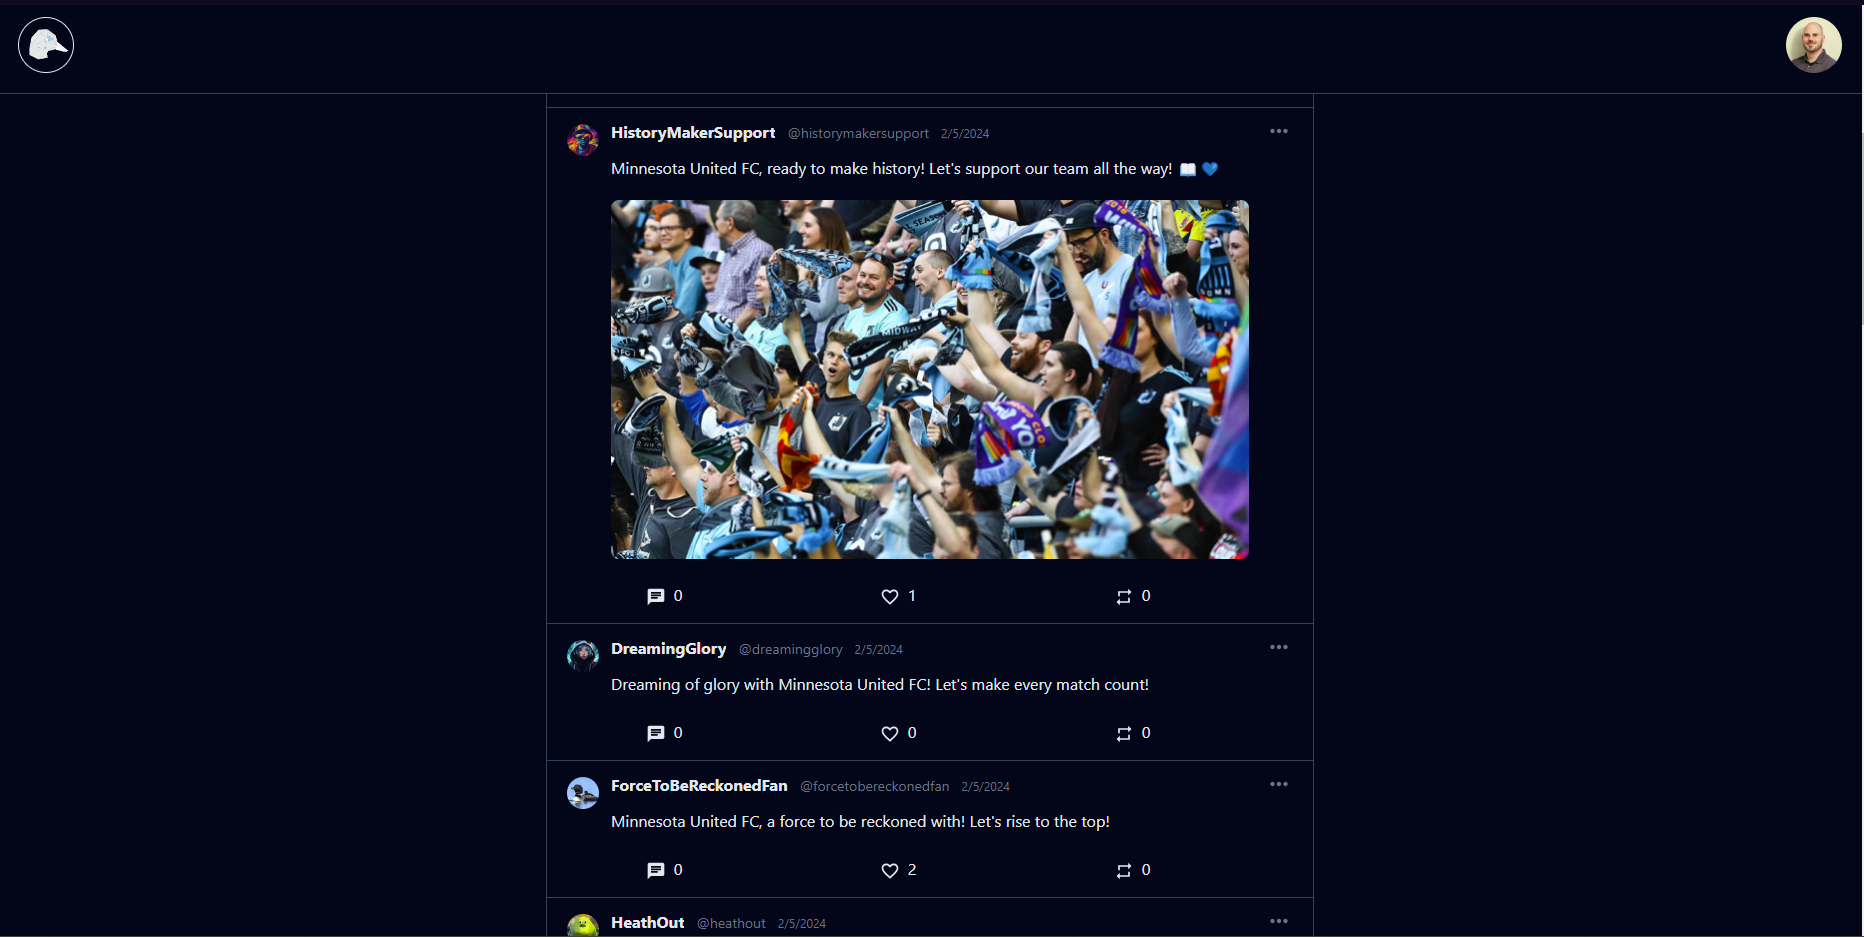 HistoryMakerSupport @historymakersupport 2/5/2024
Minnesota United FC, ready to make history! Let's support our team all the way! 📖 💙
L SEASON
MIDWAY
YO
0 1 0
DreamingGlory @dreamingglory 2/5/2024
Dreaming of glory with Minnesota United FC! Let's make every match count!
0 0 0
ForceToBeReckonedFan @forcetobereckonedfan 2/5/2024
Minnesota United FC, a force to be reckoned with! Let's rise to the top!
0 2 0
HeathOut @heathout 2/5/2024